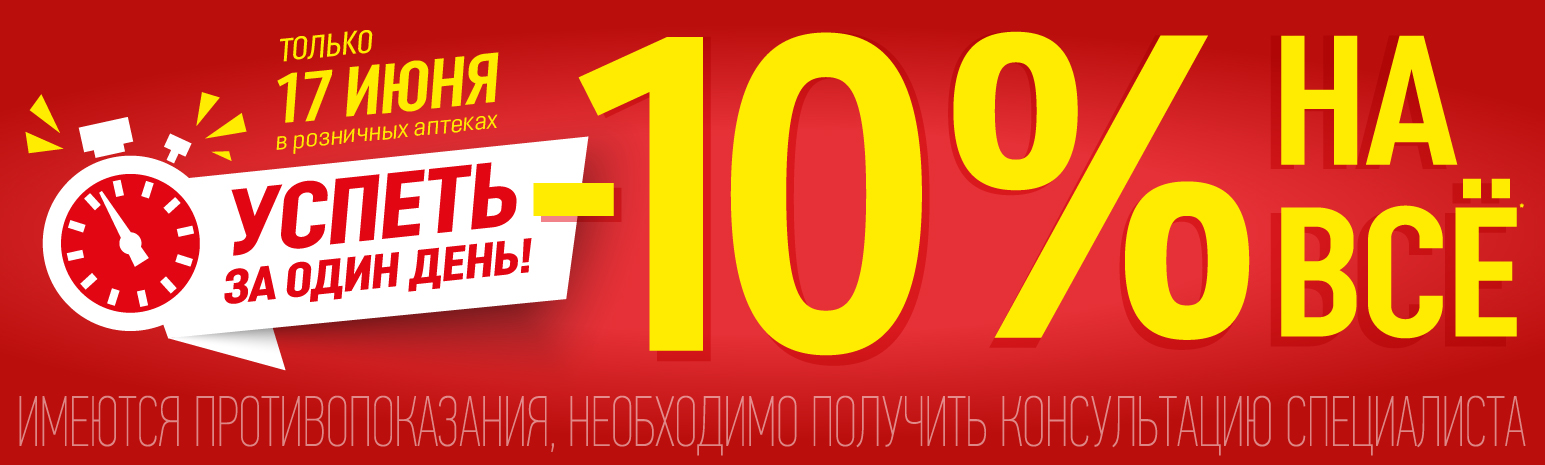 ТОЛЬКО
17 ИЮНЯ
в розничных аптеках
УСПЕТЬ
ЗА ОДИН ДЕНЬ!
-10%
НА
ВСЁ*
ИМЕЮТСЯ ПРОТИВОПОКАЗАНИЯ, НЕОБХОДИМО ПОЛУЧИТЬ КОНСУЛЬТАЦИЮ СПЕЦИАЛИСТА